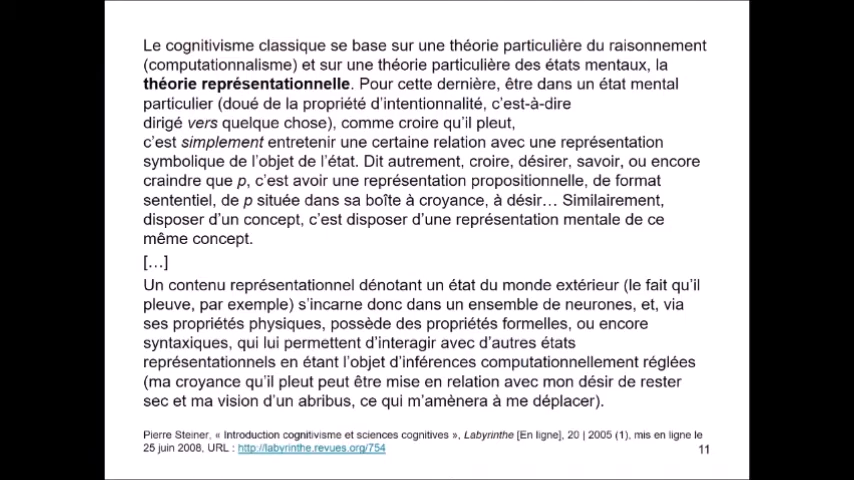 Le cognitivisme classique se base sur une théorie particulière du raisonnement
(computationnalisme) et sur une théorie particulière des états mentaux, la
théorie représentationnelle. Pour cette dernière, être dans un état mental
particulier (doué de la propriété d’intentionnalité, c’est-à-dire
dirigé vers quelque chose), comme croire qu’il pleut,
c’est simplement entretenir une certaine relation avec une représentation
symbolique de l’objet de l’état. Dit autrement, croire, désirer, savoir, ou encore
craindre que p, c’est avoir une représentation propositionnelle, de format
sententiel, de p située dans sa boîte à croyance, à désir… Similairement,
disposer d’un concept, c’est disposer d’une représentation mentale de ce
même concept.
[…]
Un contenu représentationnel dénotant un état du monde extérieur (le fait qu’il
pleuve, par exemple) s’incarne donc dans un ensemble de neurones, et, via
ses propriétés physiques, possède des propriétés formelles, ou encore
syntaxiques, qui lui permettent d’interagir avec d’autres états
représentationnels en étant l’objet d’inférences computationnellement réglées
(ma croyance qu’il pleut peut être mise en relation avec mon désir de rester
sec et ma vision d’un abribus, ce qui m’amènera à me déplacer).
Pierre Steiner, « Introduction cognitivisme et sciences cognitives », Labyrinthe [En ligne], 20 | 2005 (1), mis en ligne le
25 juin 2008, URL : http://labyrinthe.revues.org/754
11